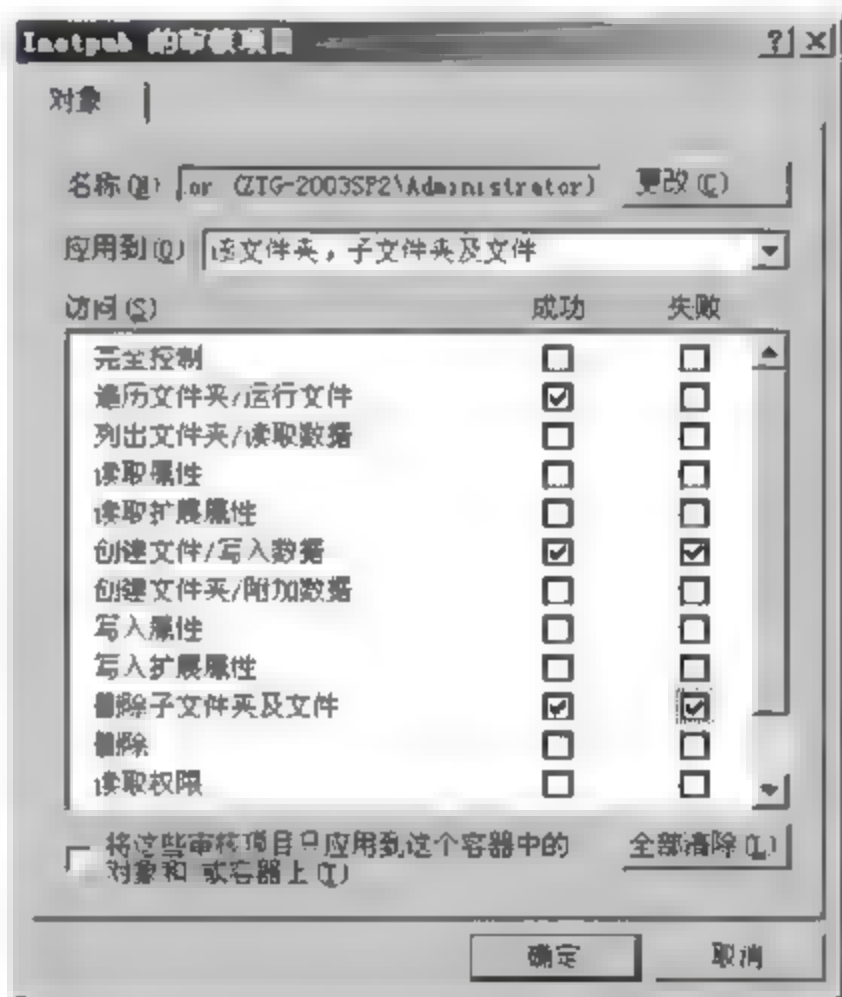 Inetpub 的审核项目
对象
名称(N) or (ZTG-2003SP2\Administrator) 更改(C)
应用到(O) 该文件夹，子文件夹及文件
访问(S) 成功 失败
完全控制
遍历文件夹/运行文件
列出文件夹/读取数据
读取属性
读取扩展属性
创建文件/写入数据
创建文件夹/附加数据
写入属性
写入扩展属性
删除子文件夹及文件
删除
读取权限
将这些审核项目只应用到这个容器中的 全部清除(L)
对象和 或容器上(T)
确定 取消